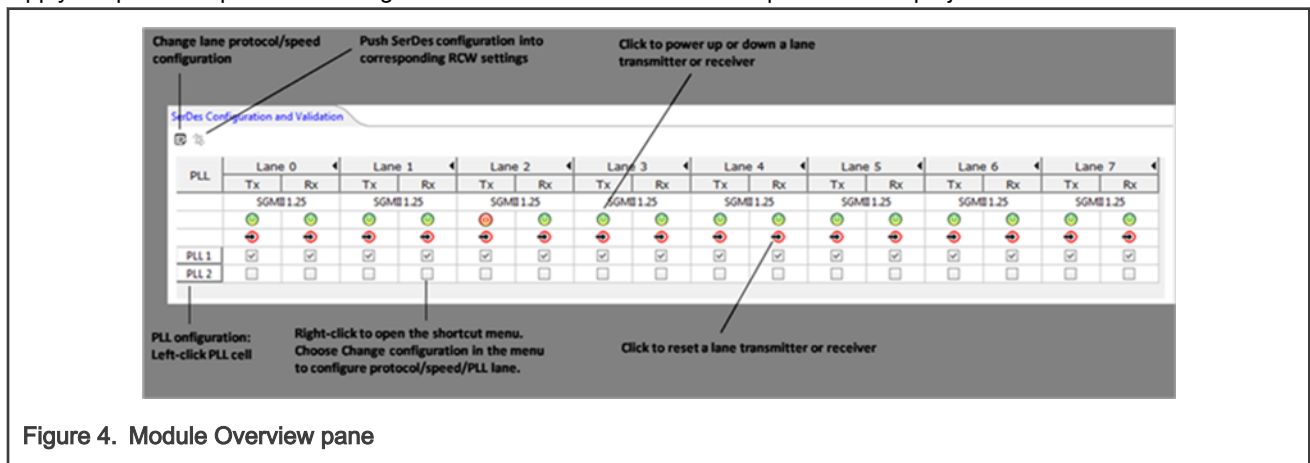 Change lane protocol/speed
configuration
Push SerDes configuration into
corresponding RCW settings
Click to power up or down a lane
transmitter or receiver
SerDes Configuration and Validation
PLL Lane 0 Lane 1 Lane 2 Lane 3 Lane 4 Lane 5 Lane 6 Lane 7
Tx Rx Tx Rx Tx Rx Tx Rx Tx Rx Tx Rx Tx Rx Tx Rx
SGMII 1.25 SGMII 1.25 SGMII 1.25 SGMII 1.25 SGMII 1.25 SGMII 1.25 SGMII 1.25 SGMII 1.25
PLL 1
PLL 2
PLL onfiguration:
Left-click PLL cell
Right-click to open the shortcut menu.
Choose Change configuration in the menu
to configure protocol/speed/PLL lane.
Click to reset a lane transmitter or receiver
Figure 4. Module Overview pane